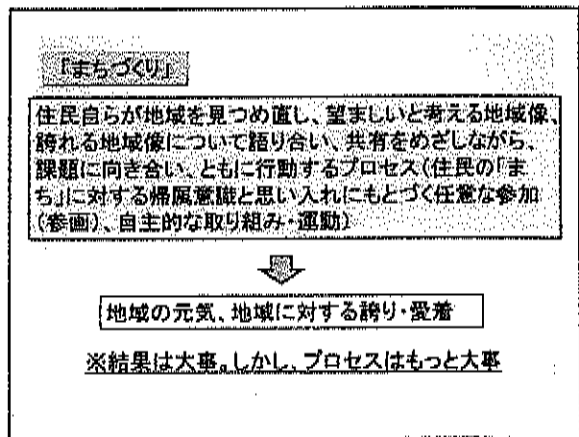 『まちづくり』
住民自らが地域を見つめ直し、望ましいと考える地域像、
誇れる地域像について語り合い、共有をめざしながら、
課題に向き合い、ともに行動するプロセス(住民の「ま
ち」に対する帰属意識と思い入れにもとづく任意な参加
(参画)、自主的な取り組み・運動)
地域の元気、地域に対する誇り・愛着
※結果は大事。しかし、プロセスはもっと大事